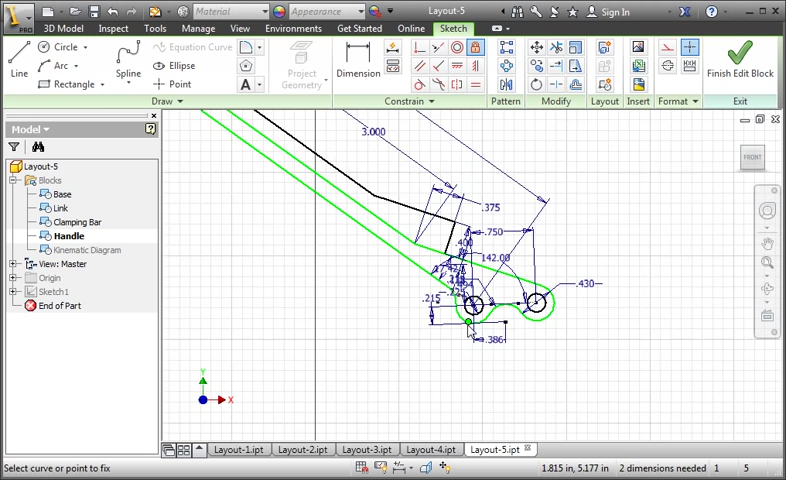 PRO
Material
Appearance
Layout-5
Sign In
3D Model
Inspect
Tools
Manage
View
Environments
Get Started
Online
Sketch
Line
Circle
Arc
Rectangle
Spline
Equation Curve
Ellipse
Point
A
Project Geometry
Dimension
Pattern
Modify
Layout
Insert
Format
Finish Edit Block
Draw
Constrain
Exit
Model
Layout-5
Blocks
Base
Link
Clamping Bar
Handle
Kinematic Diagram
View: Master
Origin
Sketch1
End of Part
3.000
.375
.750
.400
142.00
.430
.215
.386
FRONT
Y
X
Layout-1.ipt
Layout-2.ipt
Layout-3.ipt
Layout-4.ipt
Layout-5.ipt
Select curve or point to fix
1.815 in, 5.177 in
2 dimensions needed
1
5